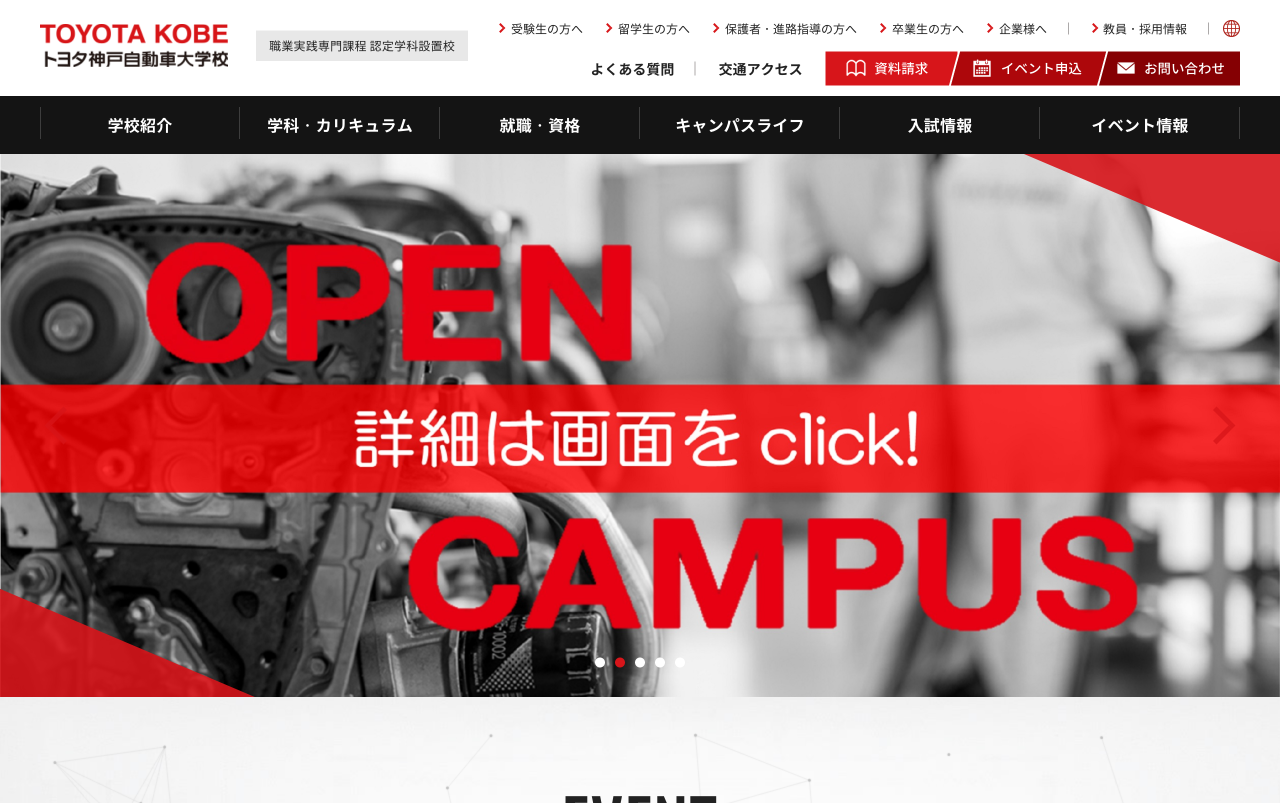 TOYOTA KOBE
トヨタ神戸自動車大学校
職業実践専門課程 認定学科設置校
受験生の方へ
留学生の方へ
保護者・進路指導の方へ
卒業生の方へ
企業様へ
教員・採用情報
よくある質問
交通アクセス
資料請求
イベント申込
お問い合わせ
学校紹介
学科・カリキュラム
就職・資格
キャンパスライフ
入試情報
イベント情報
OPEN
詳細は画面を click!
CAMPUS
EVENT